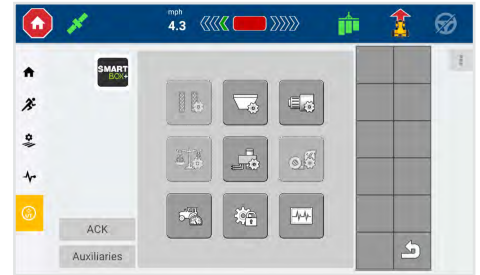 mph
4.3
SMART
BOX+
ACK
Auxiliaries